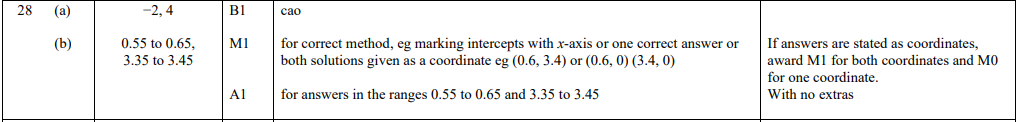 28 (a) −2, 4 B1 cao
(b) 0.55 to 0.65, M1 for correct method, eg marking intercepts with x-axis or one correct answer or If answers are stated as coordinates,
3.35 to 3.45 both solutions given as a coordinate eg (0.6, 3.4) or (0.6, 0) (3.4, 0) award M1 for both coordinates and M0
for one coordinate.
A1 for answers in the ranges 0.55 to 0.65 and 3.35 to 3.45 With no extras